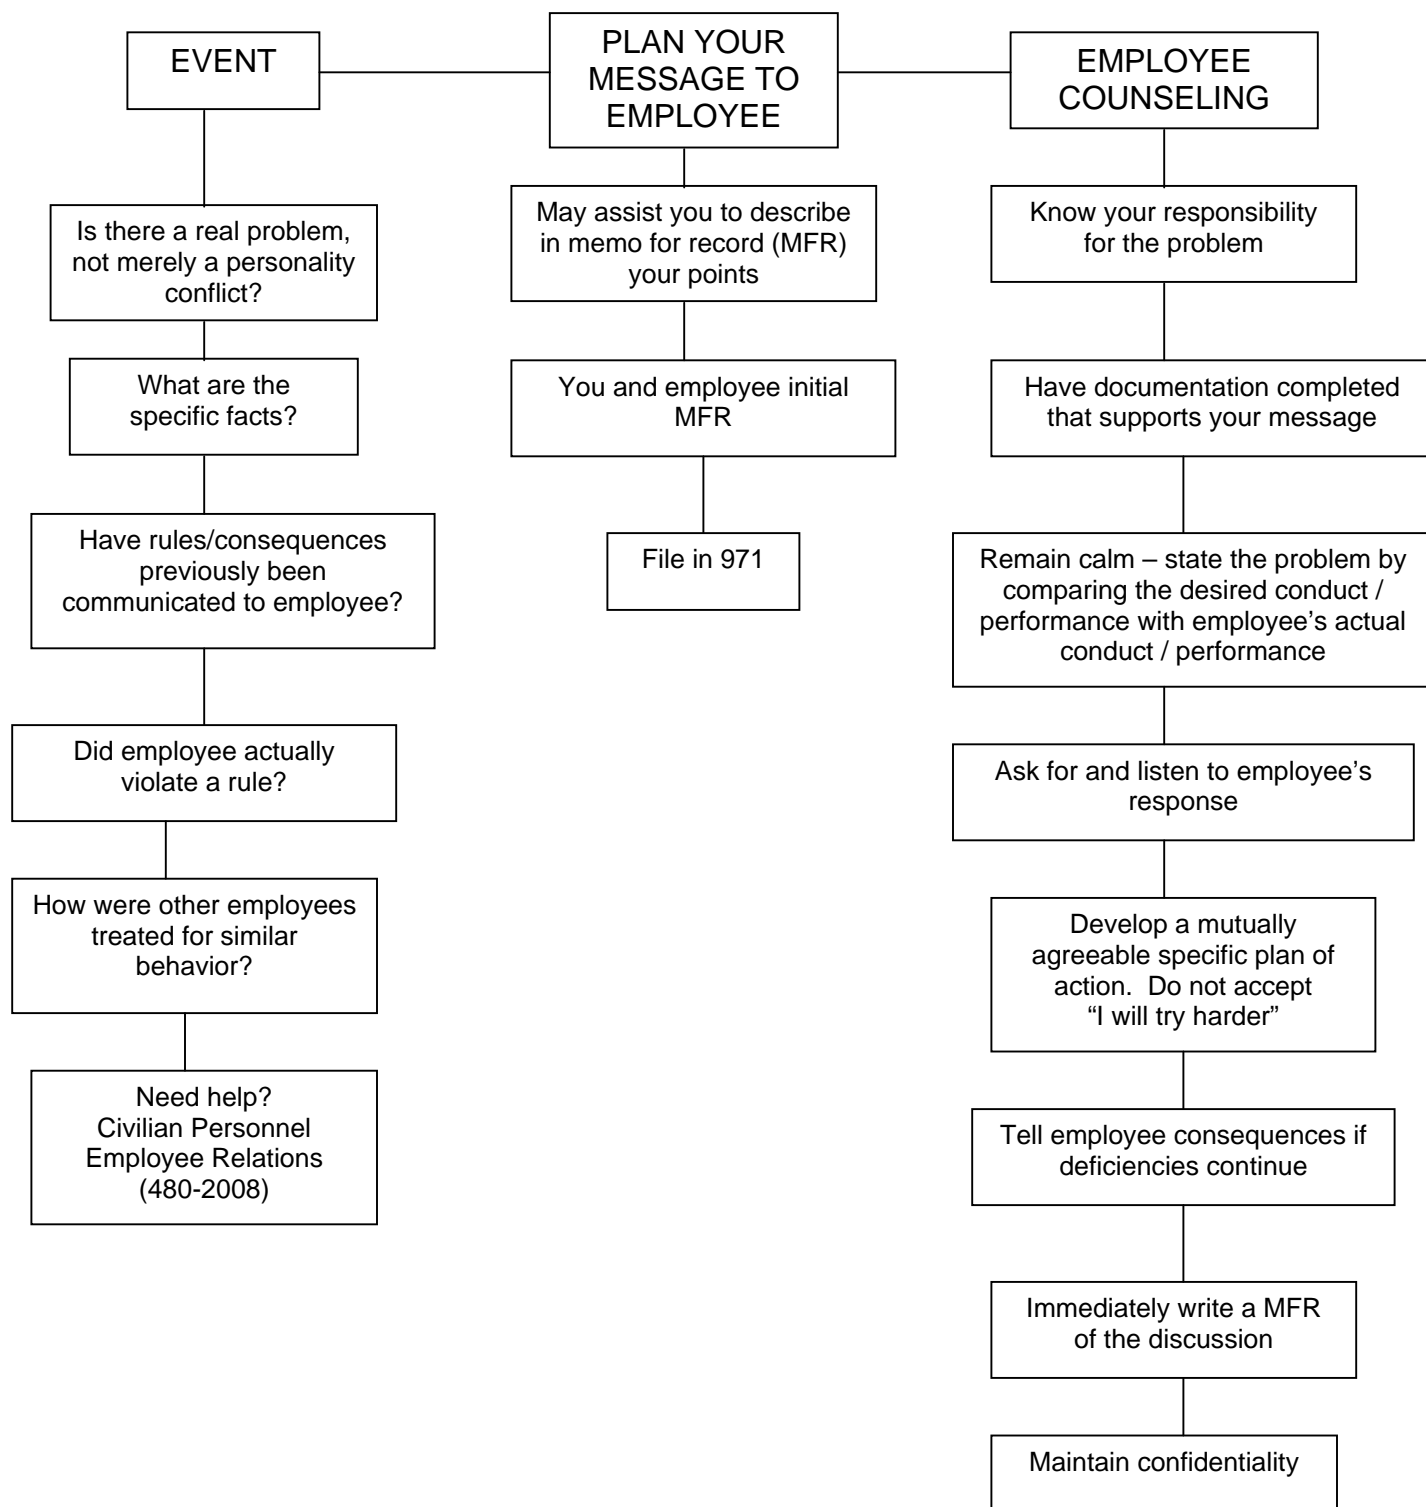 EVENT
Is there a real problem,
not merely a personality
conflict?
What are the
specific facts?
Have rules/consequences
previously been
communicated to employee?
Did employee actually
violate a rule?
How were other employees
treated for similar
behavior?
Need help?
Civilian Personnel
Employee Relations
(480-2008)
PLAN YOUR
MESSAGE TO
EMPLOYEE
May assist you to describe
in memo for record (MFR)
your points
You and employee initial
MFR
File in 971
EMPLOYEE
COUNSELING
Know your responsibility
for the problem
Have documentation completed
that supports your message
Remain calm – state the problem by
comparing the desired conduct /
performance with employee’s actual
conduct / performance
Ask for and listen to employee’s
response
Develop a mutually
agreeable specific plan of
action.  Do not accept
“I will try harder”
Tell employee consequences if
deficiencies continue
Immediately write a MFR
of the discussion
Maintain confidentiality